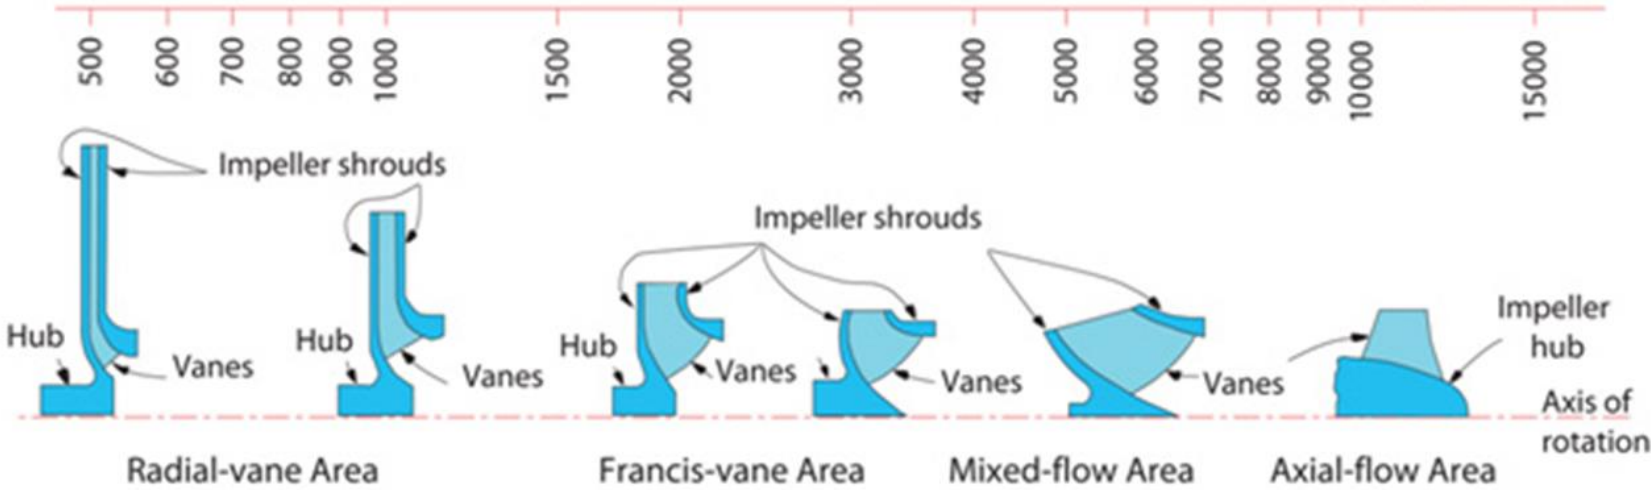 500 600 700 800 900 1000 1500 2000 3000 4000 5000 6000 7000 8000 9000 10000 15000
Impeller shrouds
Impeller shrouds
Hub
Vanes
Hub
Vanes
Hub
Vanes
Vanes
Vanes
Impeller
hub
Axis of
rotation
Radial-vane Area
Francis-vane Area
Mixed-flow Area
Axial-flow Area